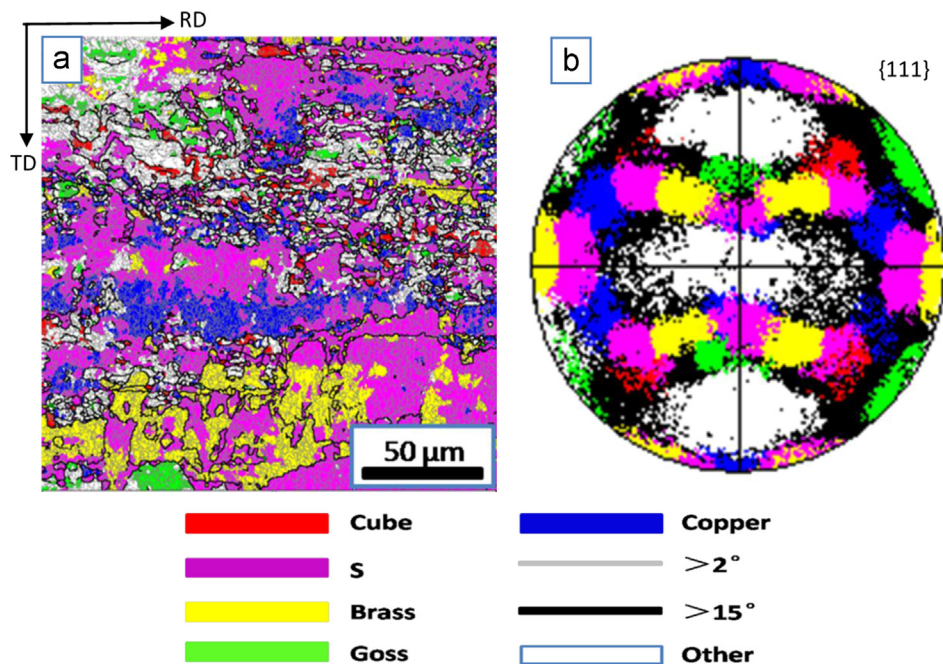 RD
a
b
{111}
TD
50 µm
Cube
Copper
S
>2°
Brass
>15°
Goss
Other